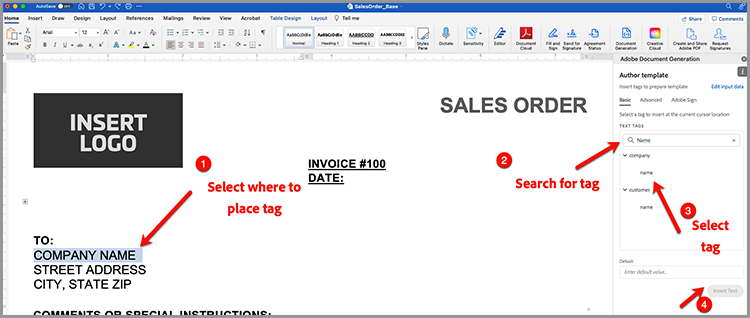 AutoSave OFF
SalesOrder_Base
Home Insert Draw Design Layout References Mailings Review View Developer Zotero Acrobat Table Design Layout Tell me
Share Comments
Paste
Arial 12
AaBbCcDdEe
Normal
AaBbCcDc
Heading 1
AABBCCD
Heading 2
AaBbCcDdEe
Heading 3
Styles Pane
Dictate
Sensitivity
Editor
Document Cloud
Fill and Sign
Send for Signature
Agreement Status
Document Generation
Creative Cloud
Create and Share Adobe PDF
Request Signatures
Adobe Document Generation
Author template
Insert tags to prepare template
Edit input data
Basic Advanced Adobe Sign
Select a tag to insert at the current cursor location
TEXT TAGS
Name
company
name
customer
name
Default
Enter default value...
Insert Text
INSERT
LOGO
SALES ORDER
INVOICE #100
DATE:
1
Select where to
place tag
2
Search for tag
3
Select
tag
4
TO:
COMPANY NAME
STREET ADDRESS
CITY, STATE ZIP
COMMENTS OR SPECIAL INSTRUCTIONS: